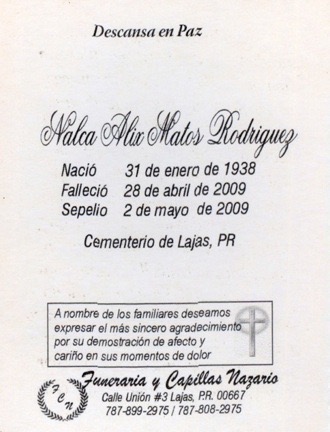 Descansa en Paz
Nalca Alix Matos Rodriguez
Nació 31 de enero de 1938
Falleció 28 de abril de 2009
Sepelio 2 de mayo de 2009
Cementerio de Lajas, PR
A nombre de los familiares deseamos
expresar el más sincero agradecimiento
por su demostración de afecto y
cariño en sus momentos de dolor
Funeraria y Capillas Nazario
Calle Unión #3 Lajas, P.R. 00667
787-899-2975 / 787-808-2975
F C N